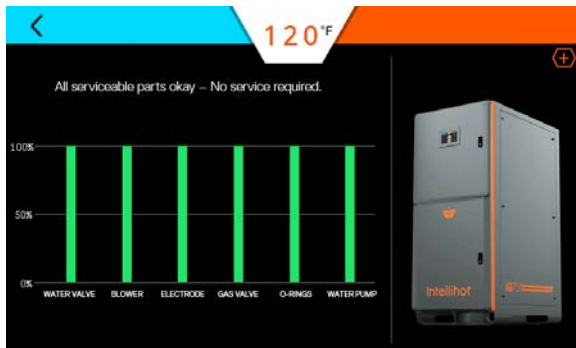 120°F
All serviceable parts okay – No service required.
100%
50%
0%
WATER VALVE BLOWER ELECTRODE GAS VALVE O-RINGS WATER PUMP
Intellihot